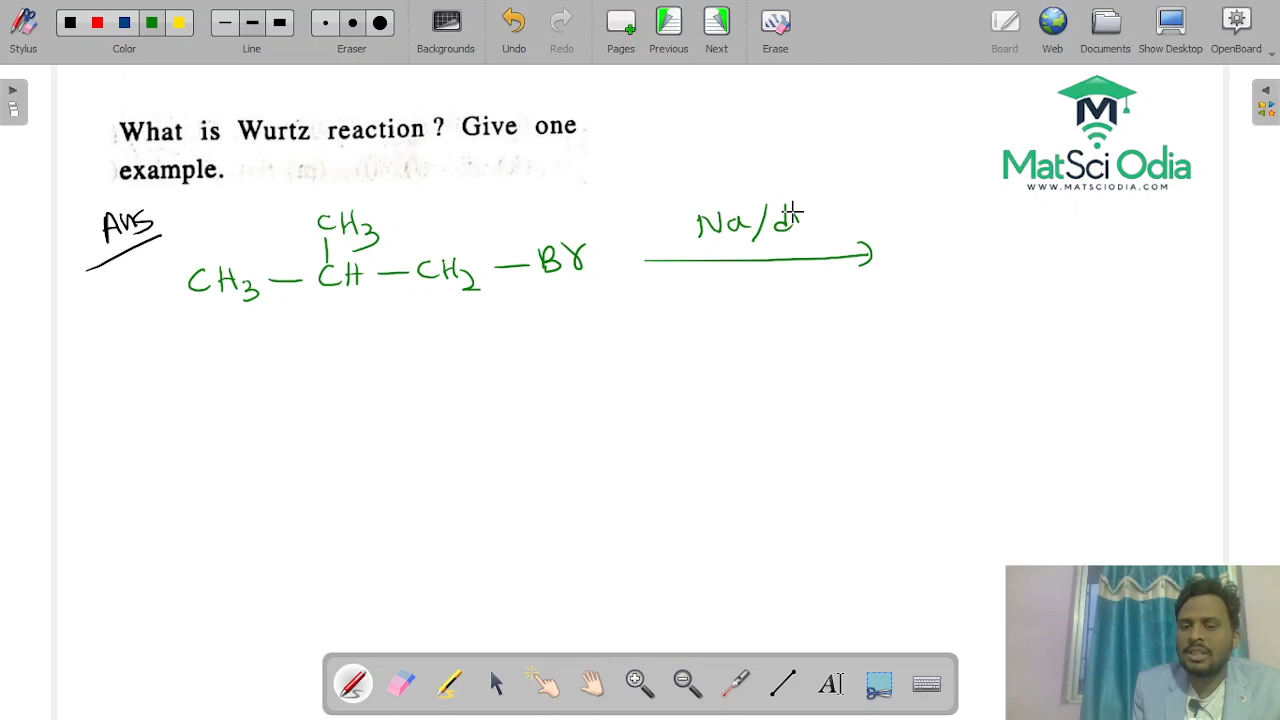 Stylus Color Line Eraser Backgrounds Undo Redo Pages Previous Next Erase Board Web Documents Show Desktop OpenBoard
What is Wurtz reaction ? Give one
example.
M
MatSci Odia
WWW.MATSCIODIA.COM
Ans
CH3
CH3 — CH — CH2 — Br
Na/d
AI